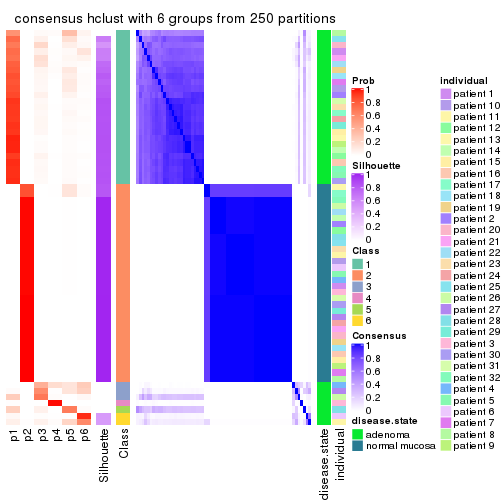 consensus hclust with 6 groups from 250 partitions
p1
p2
p3
p4
p5
p6
Silhouette
Class
disease.state
individual
Prob
1
0.8
0.6
0.4
0.2
0
Silhouette
1
0.8
0.6
0.4
0.2
0
Class
1
2
3
4
5
6
Consensus
1
0.8
0.6
0.4
0.2
0
disease.state
adenoma
normal mucosa
individual
patient 1
patient 10
patient 11
patient 12
patient 13
patient 14
patient 15
patient 16
patient 17
patient 18
patient 19
patient 2
patient 20
patient 21
patient 22
patient 23
patient 24
patient 25
patient 26
patient 27
patient 28
patient 29
patient 3
patient 30
patient 31
patient 32
patient 4
patient 5
patient 6
patient 7
patient 8
patient 9